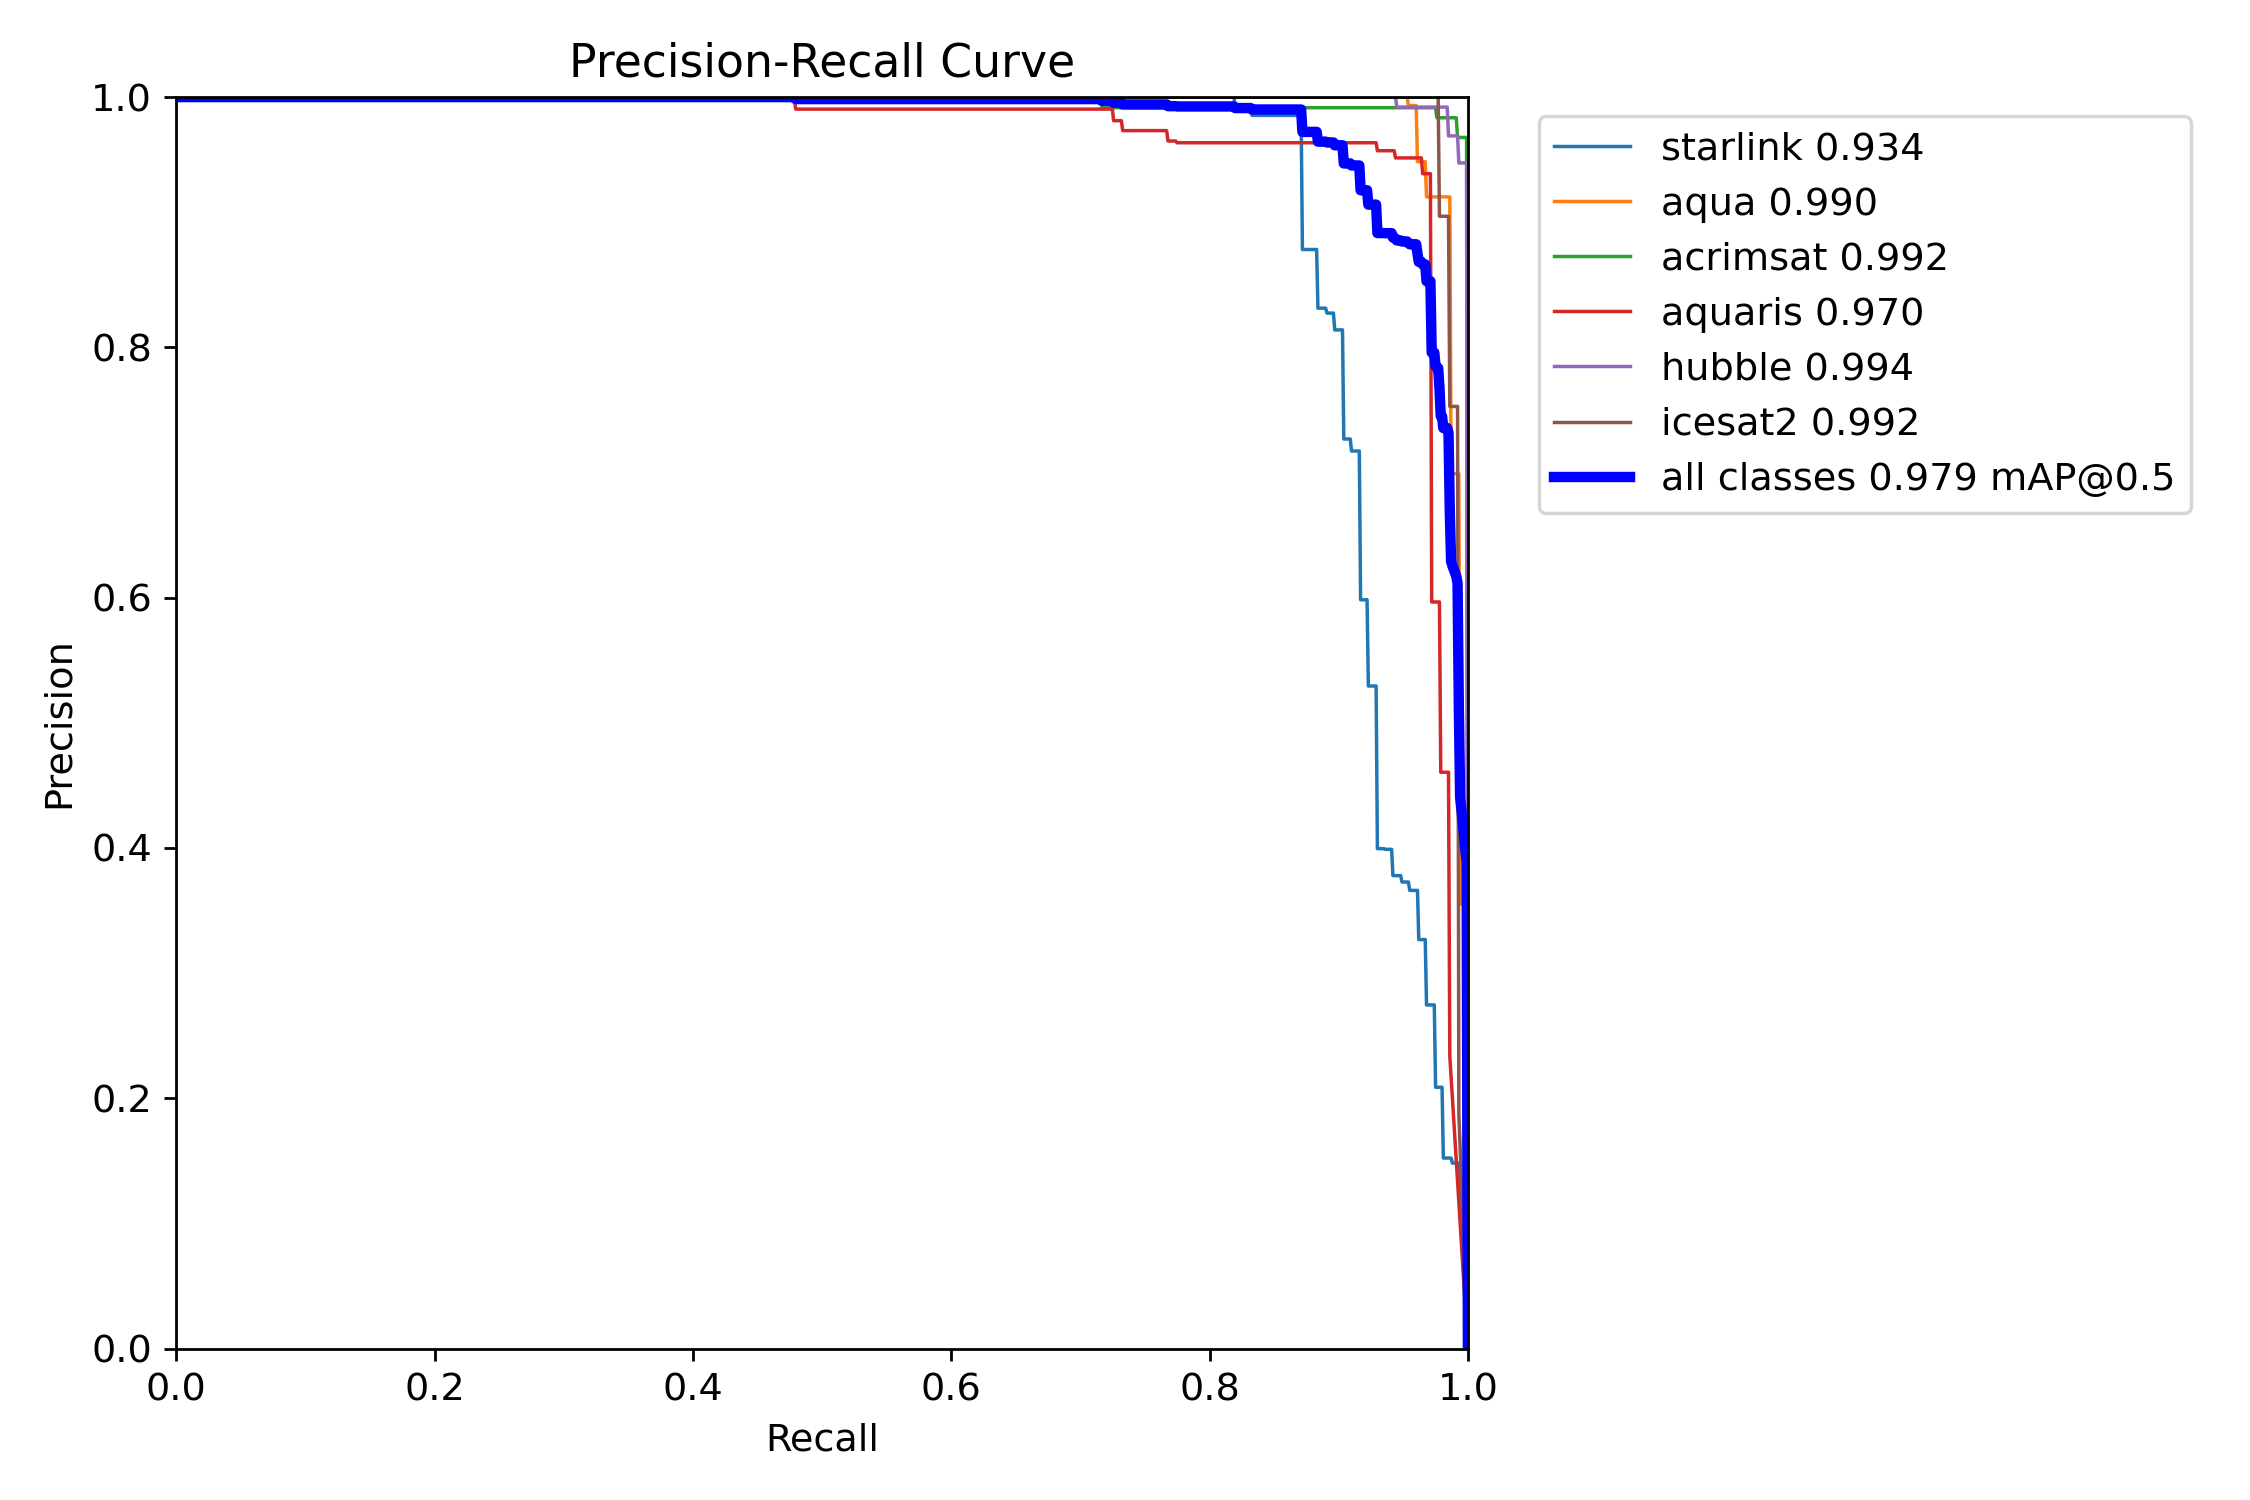 Precision-Recall Curve
1.0
0.8
0.6
0.4
0.2
0.0
Precision
0.0 0.2 0.4 0.6 0.8 1.0
Recall
starlink 0.934
aqua 0.990
acrimsat 0.992
aquaris 0.970
hubble 0.994
icesat2 0.992
all classes 0.979 mAP@0.5